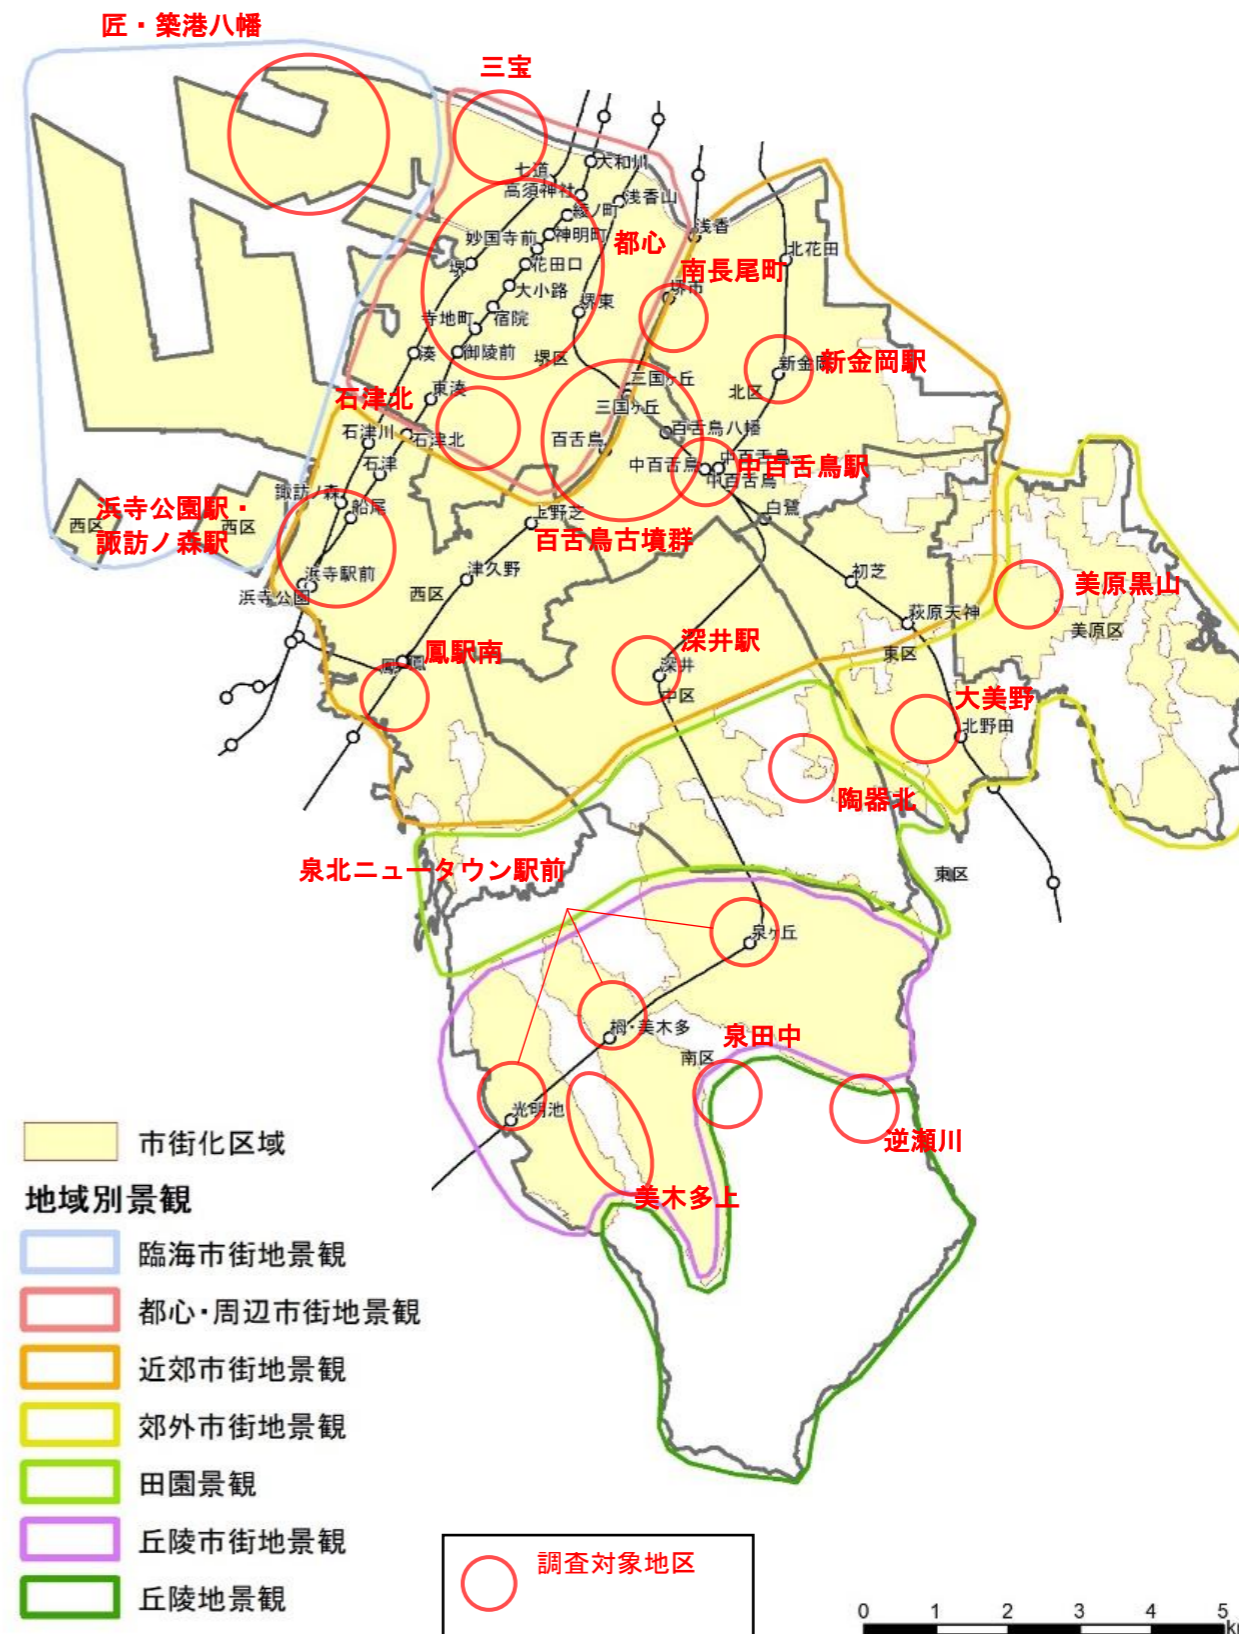 匠・築港八幡
三宝
七道
大和川
高須神社
浅香山
綾ノ町
妙国寺前
神明町
都心
浅香
北花田
堺
花田口
南長尾町
大小路
堺市
寺地町
宿院
堺東
湊
御陵前
堺区
新金岡
新金岡駅
三国ヶ丘
北区
石津北
東湊
三国ヶ丘
石津川
石津北
百舌鳥
百舌鳥八幡
石津
中百舌鳥
中百舌鳥
中百舌鳥駅
中百舌鳥
諏訪ノ森
浜寺公園駅・
諏訪ノ森駅
西区
西区
船尾
上野芝
白鷺
百舌鳥古墳群
浜寺駅前
津久野
初芝
美原黒山
浜寺公園
西区
萩原天神
美原区
鳳駅南
深井駅
東区
鳳
深井
中区
大美野
北野田
陶器北
泉北ニュータウン駅前
東区
泉ヶ丘
栂・美木多
泉田中
南区
光明池
逆瀬川
美木多上
市街化区域
地域別景観
臨海市街地景観
都心・周辺市街地景観
近郊市街地景観
郊外市街地景観
田園景観
丘陵市街地景観
丘陵地景観
調査対象地区
0 1 2 3 4 5
km